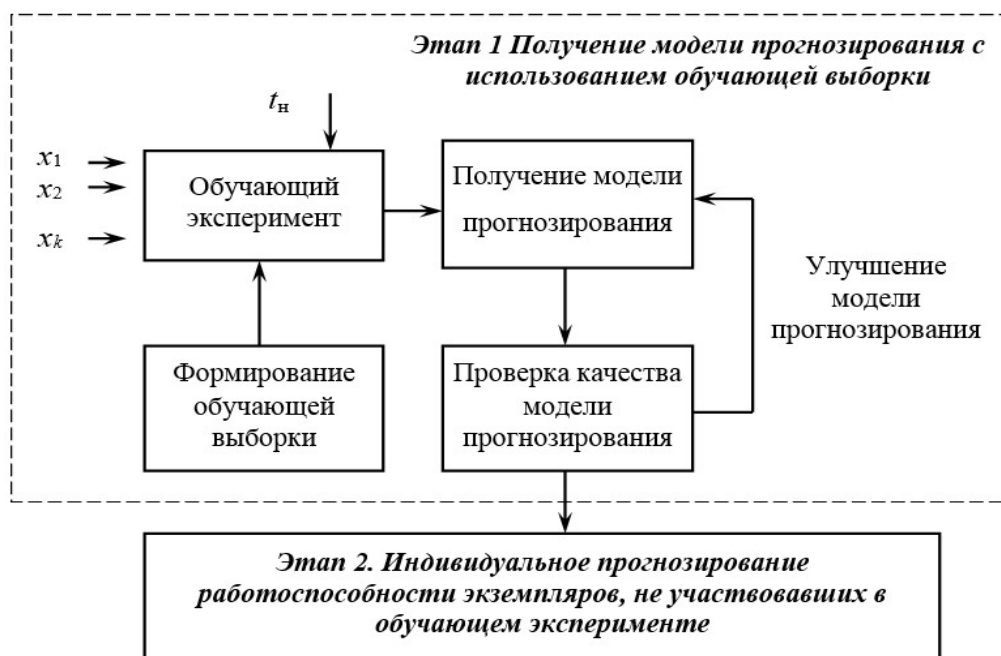 Этап 1 Получение модели прогнозирования с
использованием обучающей выборки
tн
x1
x2
xk
Обучающий
эксперимент
Получение модели
прогнозирования
Улучшение
модели
прогнозирования
Формирование
обучающей
выборки
Проверка качества
модели
прогнозирования
Этап 2. Индивидуальное прогнозирование
работоспособности экземпляров, не участвовавших в
обучающем эксперименте